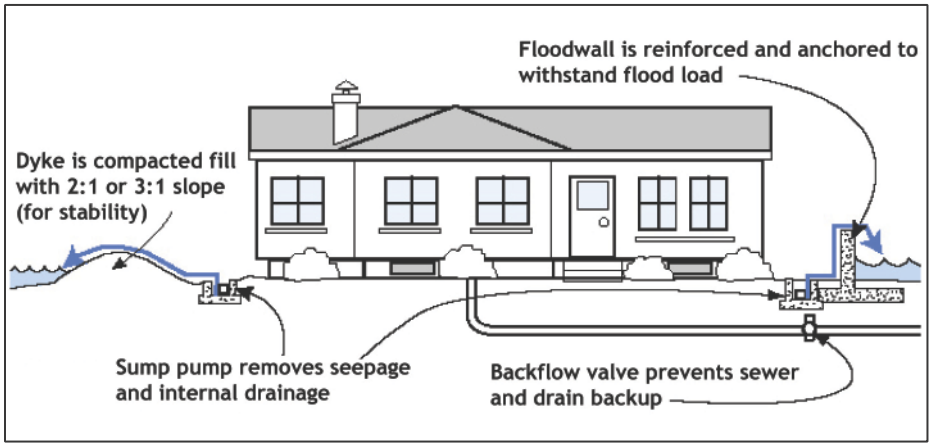 Floodwall is reinforced and anchored to
withstand flood load
Dyke is compacted fill
with 2:1 or 3:1 slope
(for stability)
Sump pump removes seepage
and internal drainage
Backflow valve prevents sewer
and drain backup